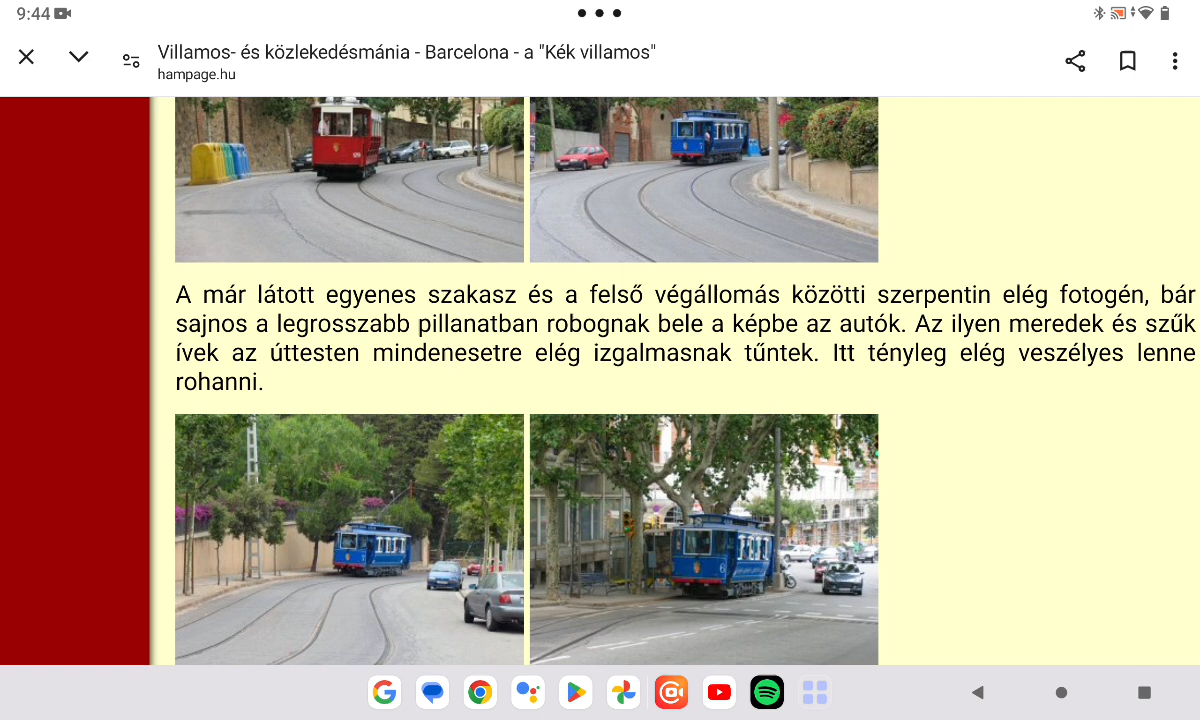 9:44
Villamos- és közlekedésmánia - Barcelona - a "Kék villamos"
hampage.hu
A már látott egyenes szakasz és a felső végállomás közötti szerpentin elég fotogén, bár
sajnos a legrosszabb pillanatban robognak bele a képbe az autók. Az ilyen meredek és szűk
ívek az úttesten mindenesetre elég izgalmasnak tűntek. Itt tényleg elég veszélyes lenne
rohanni.
6